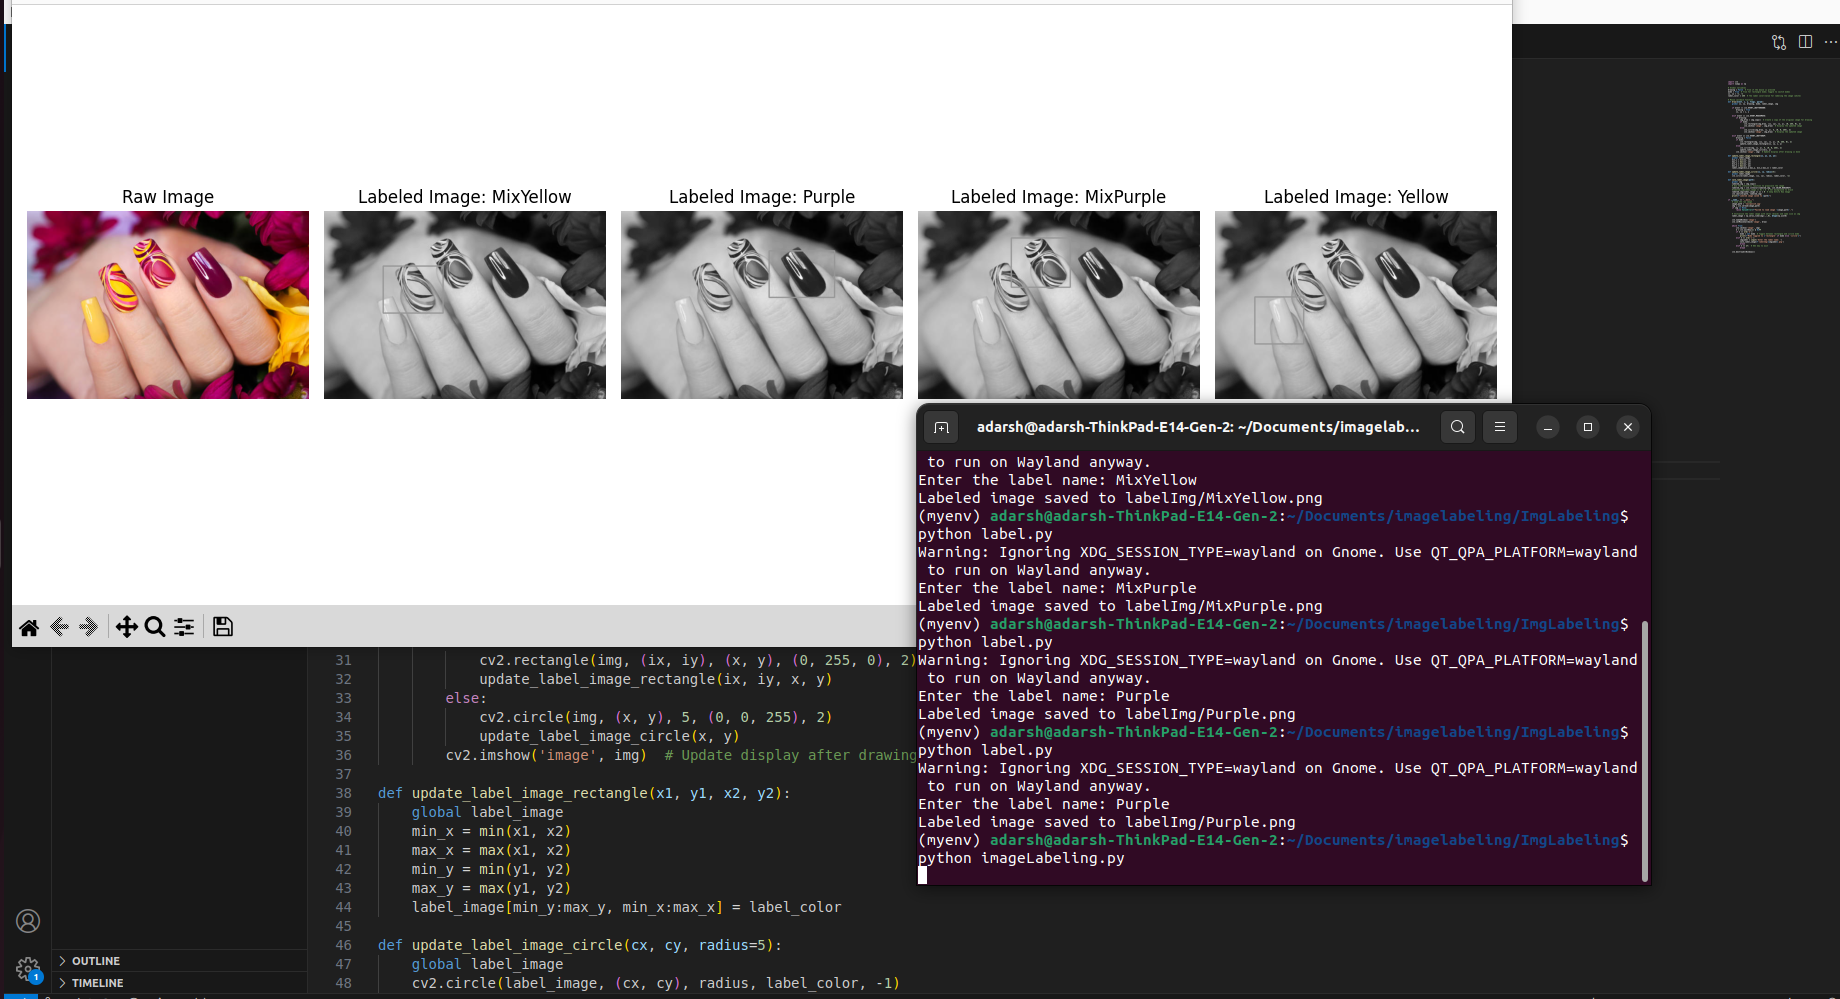 Raw Image
Labeled Image: MixYellow
Labeled Image: Purple
Labeled Image: MixPurple
Labeled Image: Yellow
adarsh@adarsh-ThinkPad-E14-Gen-2: ~/Documents/imagelab...
to run on Wayland anyway.
Enter the label name: MixYellow
Labeled image saved to labelImg/MixYellow.png
(myenv) adarsh@adarsh-ThinkPad-E14-Gen-2:~/Documents/imagelabeling/ImgLabeling$
python label.py
Warning: Ignoring XDG_SESSION_TYPE=wayland on Gnome. Use QT_QPA_PLATFORM=wayland
to run on Wayland anyway.
Enter the label name: MixPurple
Labeled image saved to labelImg/MixPurple.png
(myenv) adarsh@adarsh-ThinkPad-E14-Gen-2:~/Documents/imagelabeling/ImgLabeling$
python label.py
Warning: Ignoring XDG_SESSION_TYPE=wayland on Gnome. Use QT_QPA_PLATFORM=wayland
to run on Wayland anyway.
Enter the label name: Purple
Labeled image saved to labelImg/Purple.png
(myenv) adarsh@adarsh-ThinkPad-E14-Gen-2:~/Documents/imagelabeling/ImgLabeling$
python label.py
Warning: Ignoring XDG_SESSION_TYPE=wayland on Gnome. Use QT_QPA_PLATFORM=wayland
to run on Wayland anyway.
Enter the label name: Purple
Labeled image saved to labelImg/Purple.png
(myenv) adarsh@adarsh-ThinkPad-E14-Gen-2:~/Documents/imagelabeling/ImgLabeling$
python imageLabeling.py
31 cv2.rectangle(img, (ix, iy), (x, y), (0, 255, 0), 2)
32 update_label_image_rectangle(ix, iy, x, y)
33 else:
34 cv2.circle(img, (x, y), 5, (0, 0, 255), 2)
35 update_label_image_circle(x, y)
36 cv2.imshow('image', img) # Update display after drawing
37
38 def update_label_image_rectangle(x1, y1, x2, y2):
39 global label_image
40 min_x = min(x1, x2)
41 max_x = max(x1, x2)
42 min_y = min(y1, y2)
43 max_y = max(y1, y2)
44 label_image[min_y:max_y, min_x:max_x] = label_color
45
46 def update_label_image_circle(cx, cy, radius=5):
47 global label_image
48 cv2.circle(label_image, (cx, cy), radius, label_color, -1)
1
OUTLINE
TIMELINE